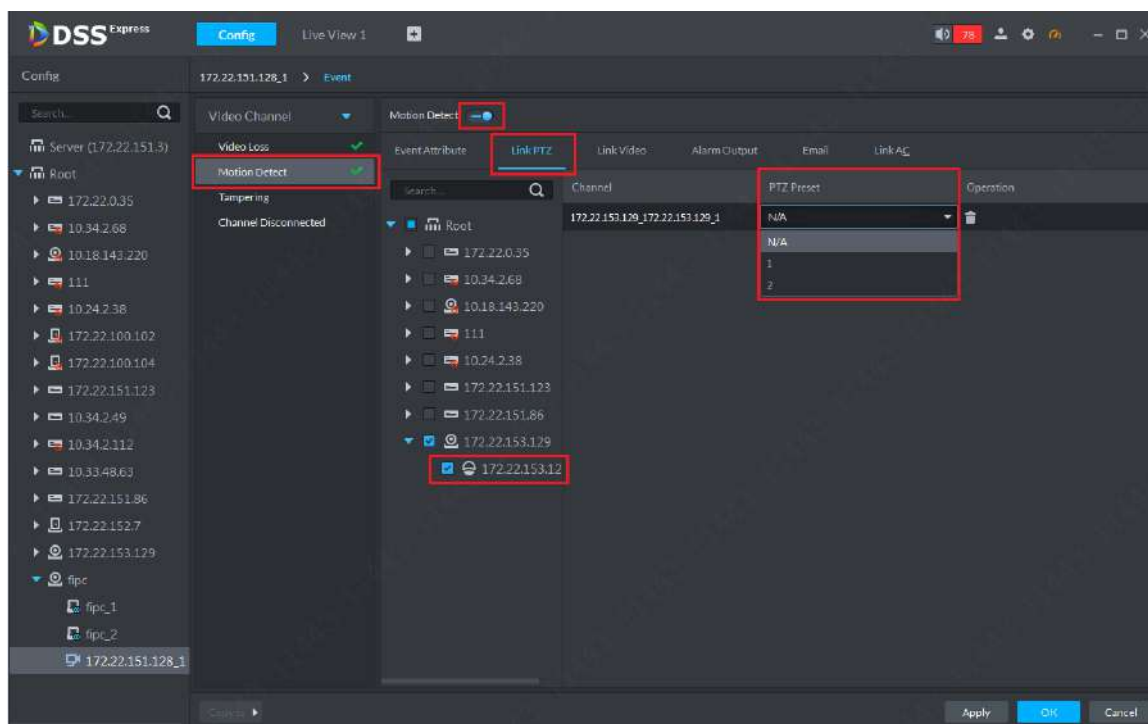 DSS Express
Config
Live View 1
78
Config
172.22.151.128_1 > Event
Search...
Server (172.22.151.3)
Root
172.22.0.35
10.34.2.68
10.18.143.220
111
10.24.2.38
172.22.100.102
172.22.100.104
172.22.151.123
10.34.2.49
10.34.2.112
10.33.48.63
172.22.151.86
172.22.152.7
172.22.153.129
fipc
fipc_1
fipc_2
172.22.151.128_1
Video Channel
Video Loss
Motion Detect
Tampering
Channel Disconnected
Motion Detect
Event Attribute
Link PTZ
Link Video
Alarm Output
Email
Link AC
Search...
Root
172.22.0.35
10.34.2.68
10.18.143.220
111
10.24.2.38
172.22.151.123
172.22.151.86
172.22.153.129
172.22.153.12
Channel
PTZ Preset
Operation
172.22.153.129_172.22.153.129_1
N/A
N/A
1
2
Apply
OK
Cancel